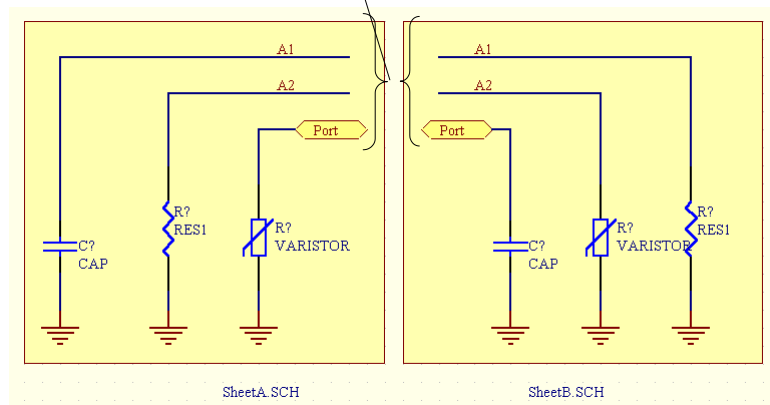 A1
A2
Port
C?
CAP
R?
RES1
R?
VARISTOR
SheetA.SCH
A1
A2
Port
C?
CAP
R?
VARISTOR
R?
RES1
SheetB.SCH